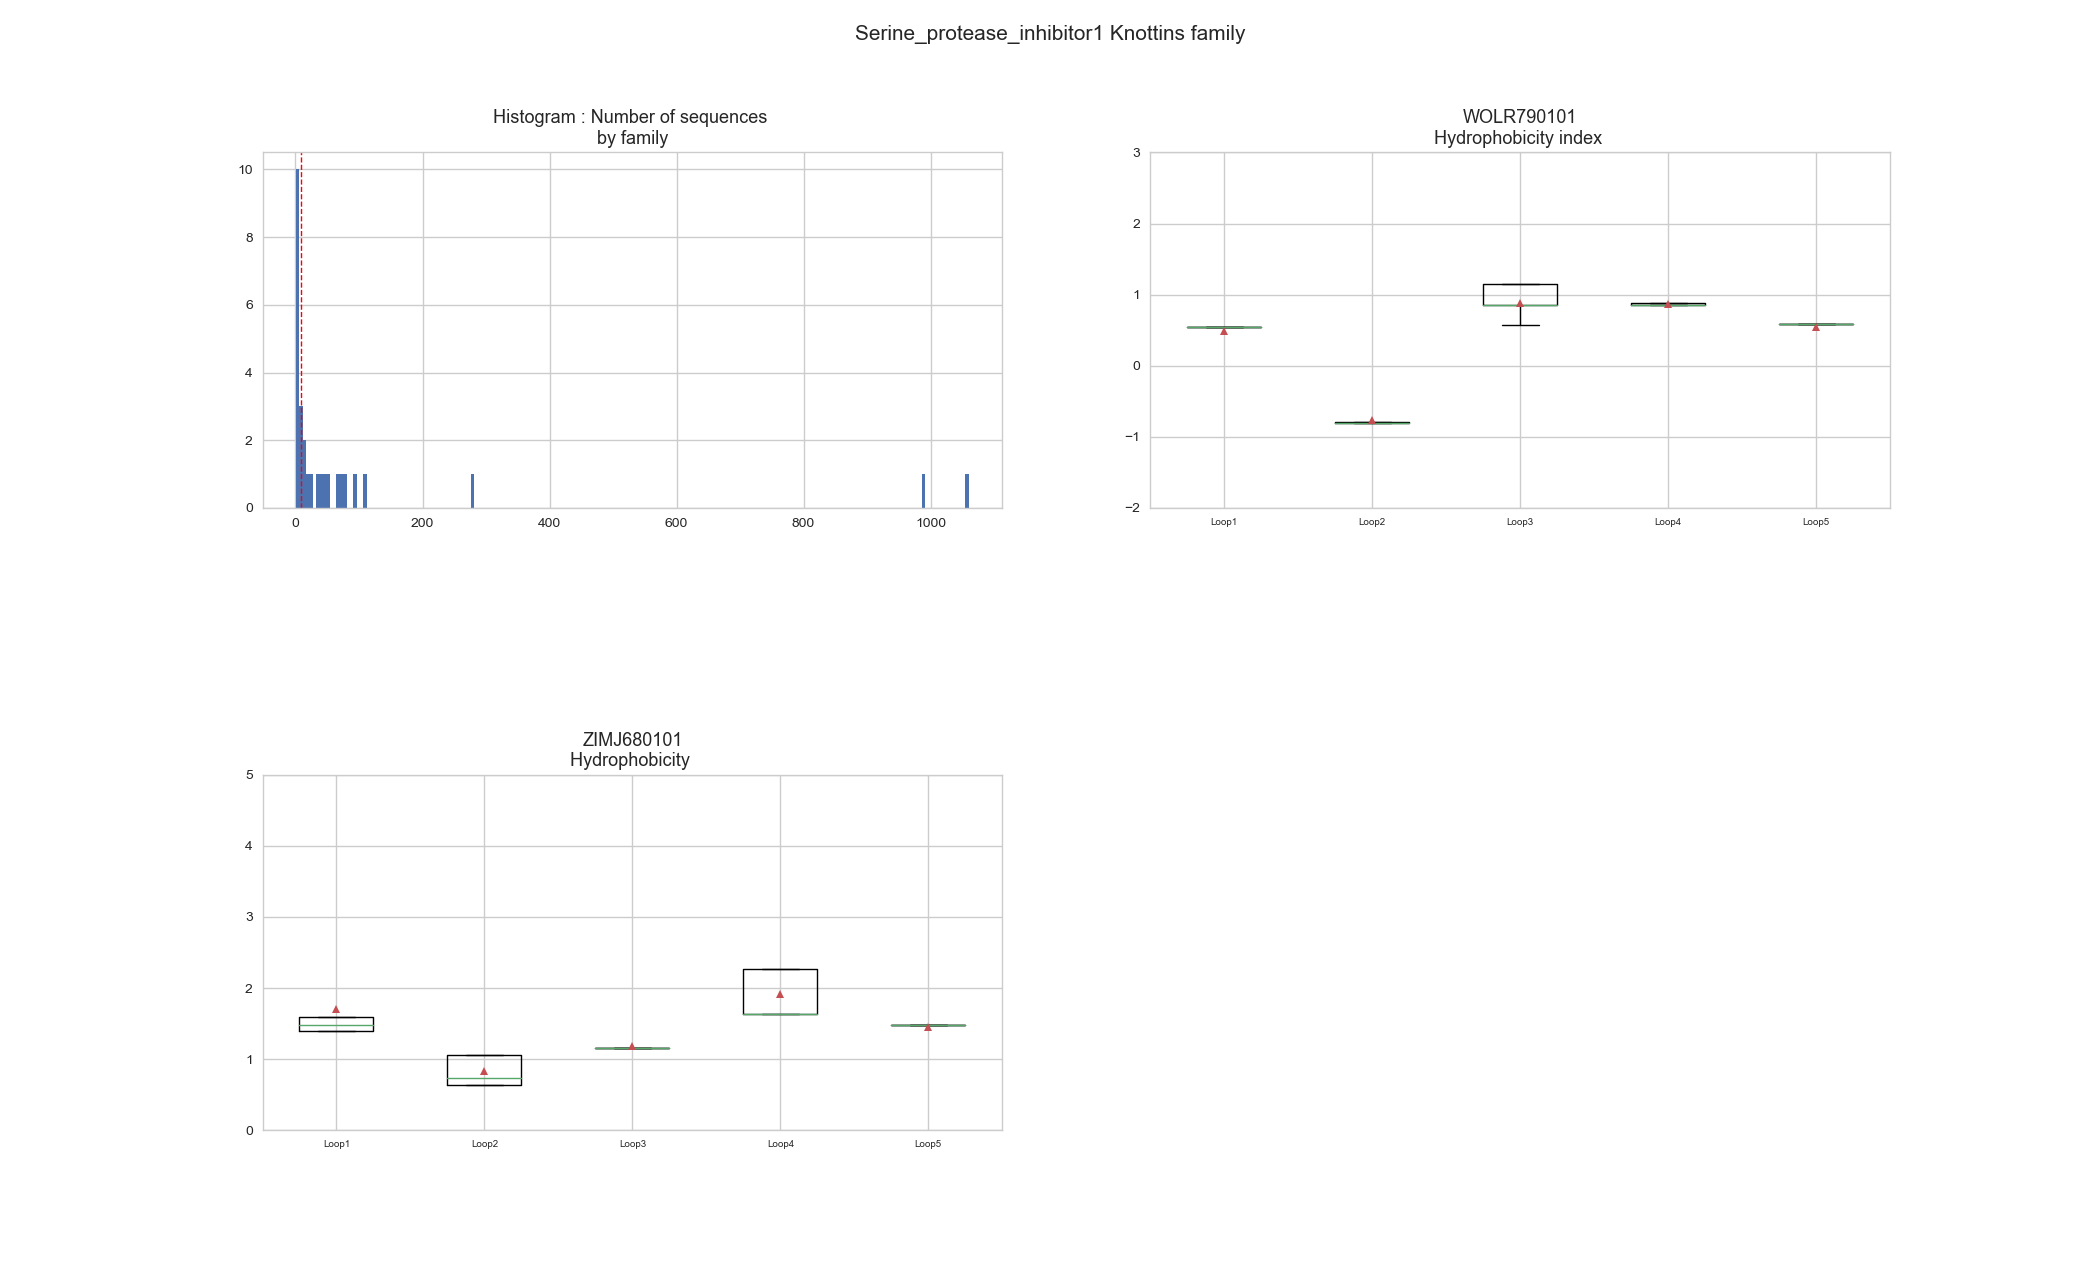 Serine_protease_inhibitor1 Knottins family
Histogram : Number of sequences
by family
10
8
6
4
2
0
0 200 400 600 800 1000
WOLR790101
Hydrophobicity index
3
2
1
0
−1
−2
Loop1 Loop2 Loop3 Loop4 Loop5
ZIMJ680101
Hydrophobicity
5
4
3
2
1
0
Loop1 Loop2 Loop3 Loop4 Loop5